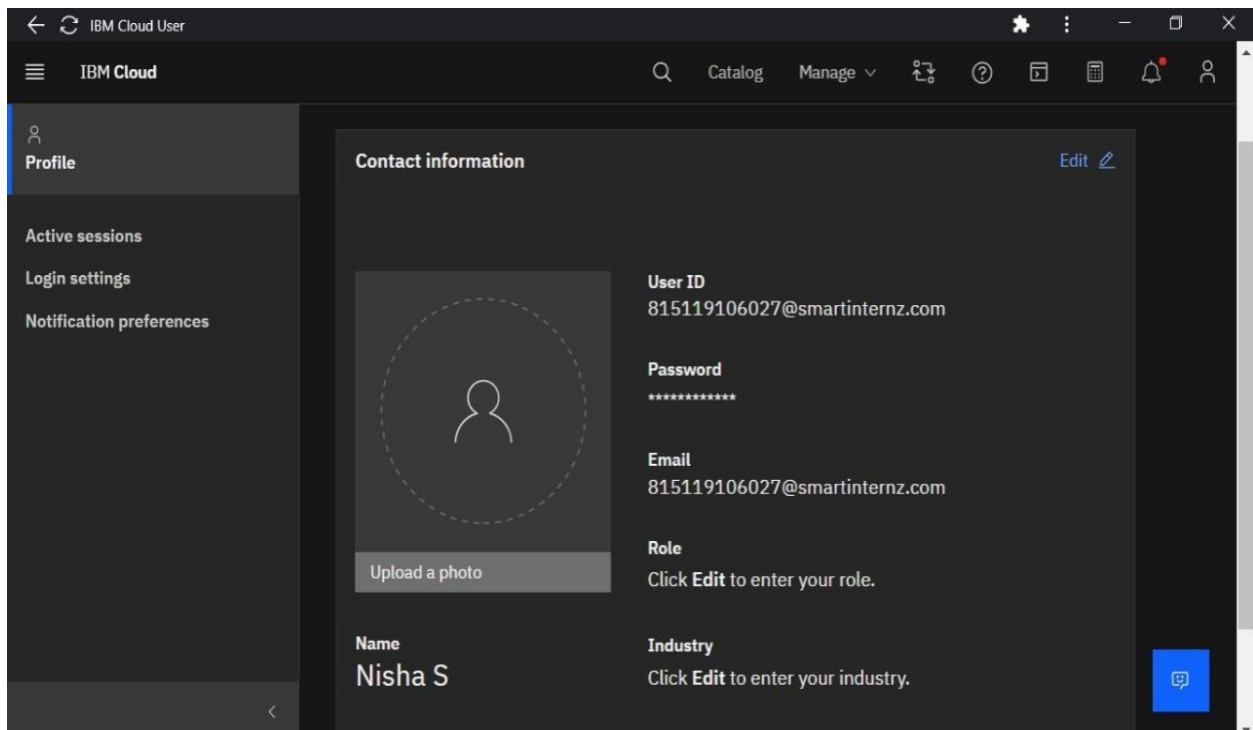 IBM Cloud User
IBM Cloud
Catalog
Manage
Profile
Active sessions
Login settings
Notification preferences
Contact information
Edit
User ID
815119106027@smartinternz.com
Password
************
Email
815119106027@smartinternz.com
Role
Click Edit to enter your role.
Upload a photo
Name
Nisha S
Industry
Click Edit to enter your industry.